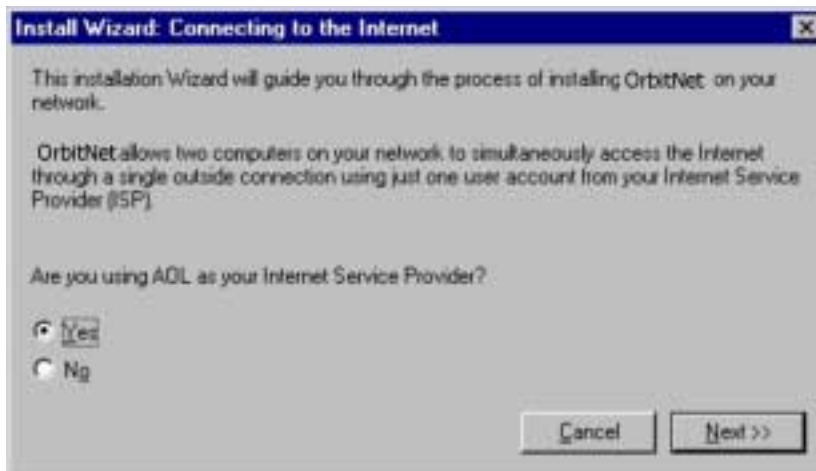 Install Wizard: Connecting to the Internet
This installation Wizard will guide you through the process of installing OrbitNet on your
network.
OrbitNet allows two computers on your network to simultaneously access the Internet
through a single outside connection using just one user account from your Internet Service
Provider (ISP).
Are you using AOL as your Internet Service Provider?
Yes
No
Cancel
Next >>